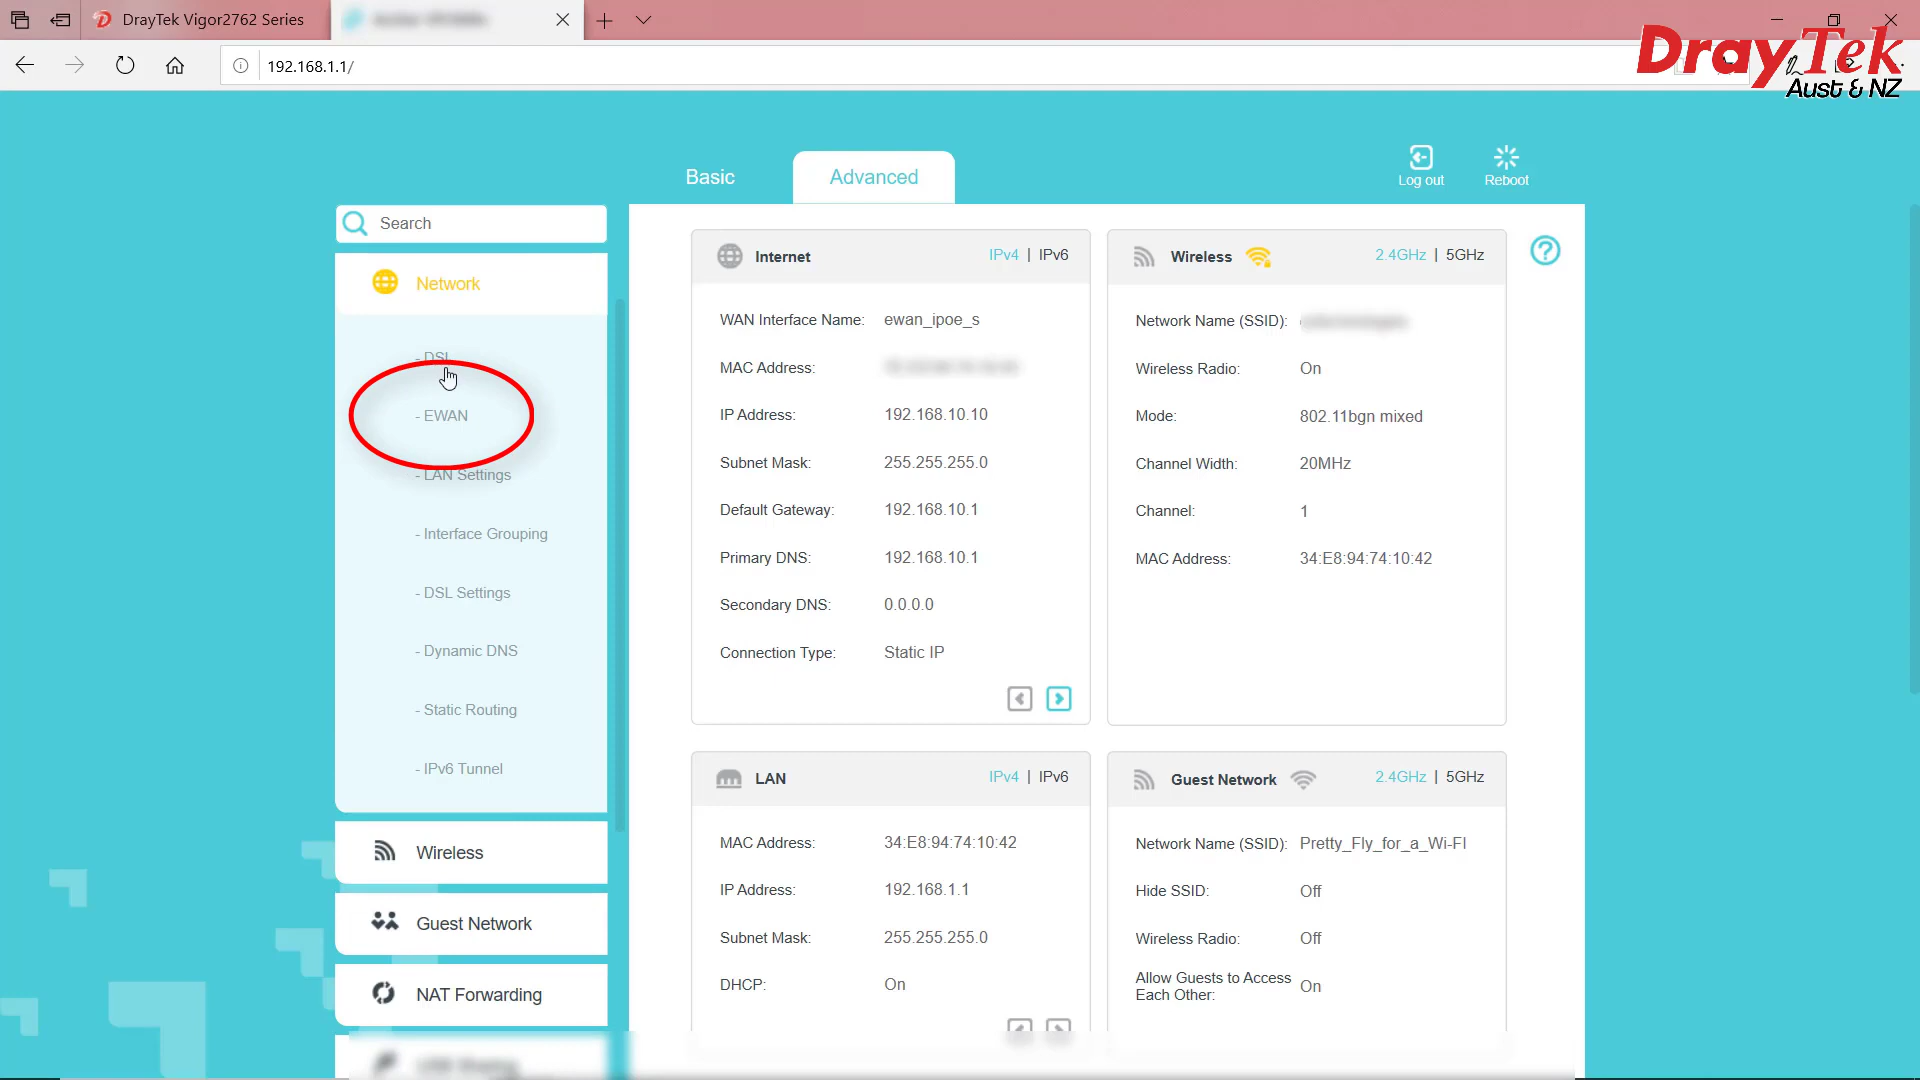 DrayTek Vigor2762 Series
192.168.1.1/
DrayTek
Aust & NZ
Basic
Advanced
Log out
Reboot
Search
Network
- DSL
- EWAN
- LAN Settings
- Interface Grouping
- DSL Settings
- Dynamic DNS
- Static Routing
- IPv6 Tunnel
Wireless
Guest Network
NAT Forwarding
Internet IPv4 | IPv6
WAN Interface Name: ewan_ipoe_s
MAC Address:
IP Address: 192.168.10.10
Subnet Mask: 255.255.255.0
Default Gateway: 192.168.10.1
Primary DNS: 192.168.10.1
Secondary DNS: 0.0.0.0
Connection Type: Static IP
Wireless 2.4GHz | 5GHz
Network Name (SSID):
Wireless Radio: On
Mode: 802.11bgn mixed
Channel Width: 20MHz
Channel: 1
MAC Address: 34:E8:94:74:10:42
LAN IPv4 | IPv6
MAC Address: 34:E8:94:74:10:42
IP Address: 192.168.1.1
Subnet Mask: 255.255.255.0
DHCP: On
Guest Network 2.4GHz | 5GHz
Network Name (SSID): Pretty_Fly_for_a_Wi-FI
Hide SSID: Off
Wireless Radio: Off
Allow Guests to Access
Each Other: On